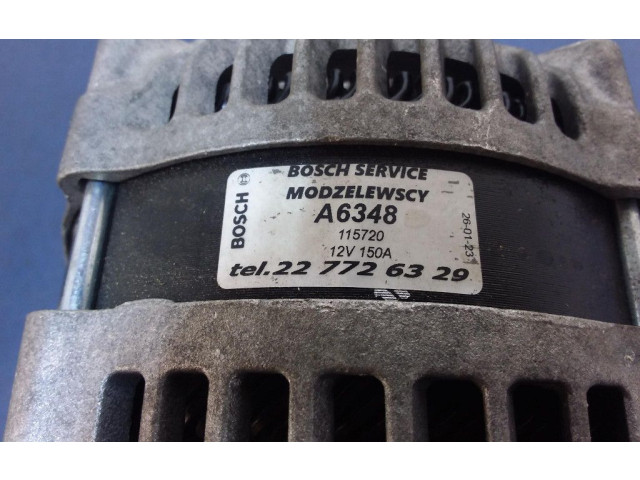 BOSCH SERVICE
MODZELEWSCY
A6348
115720
12V 150A
tel.22 772 63 29
BOSCH
26-01-23